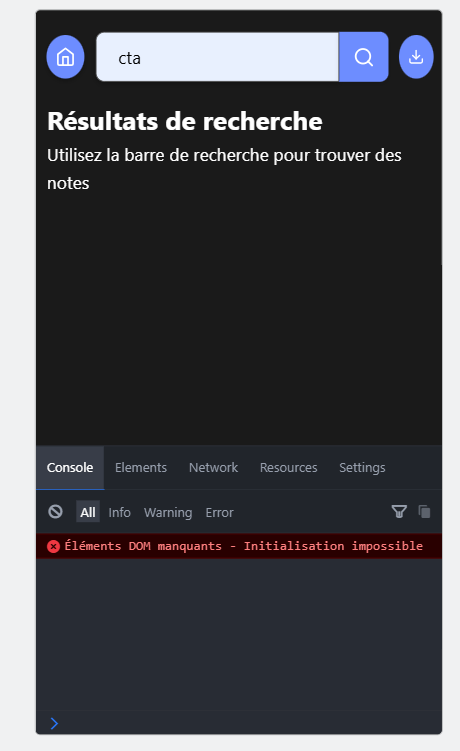 cta
Résultats de recherche
Utilisez la barre de recherche pour trouver des
notes
Console Elements Network Resources Settings
All Info Warning Error
Éléments DOM manquants - Initialisation impossible